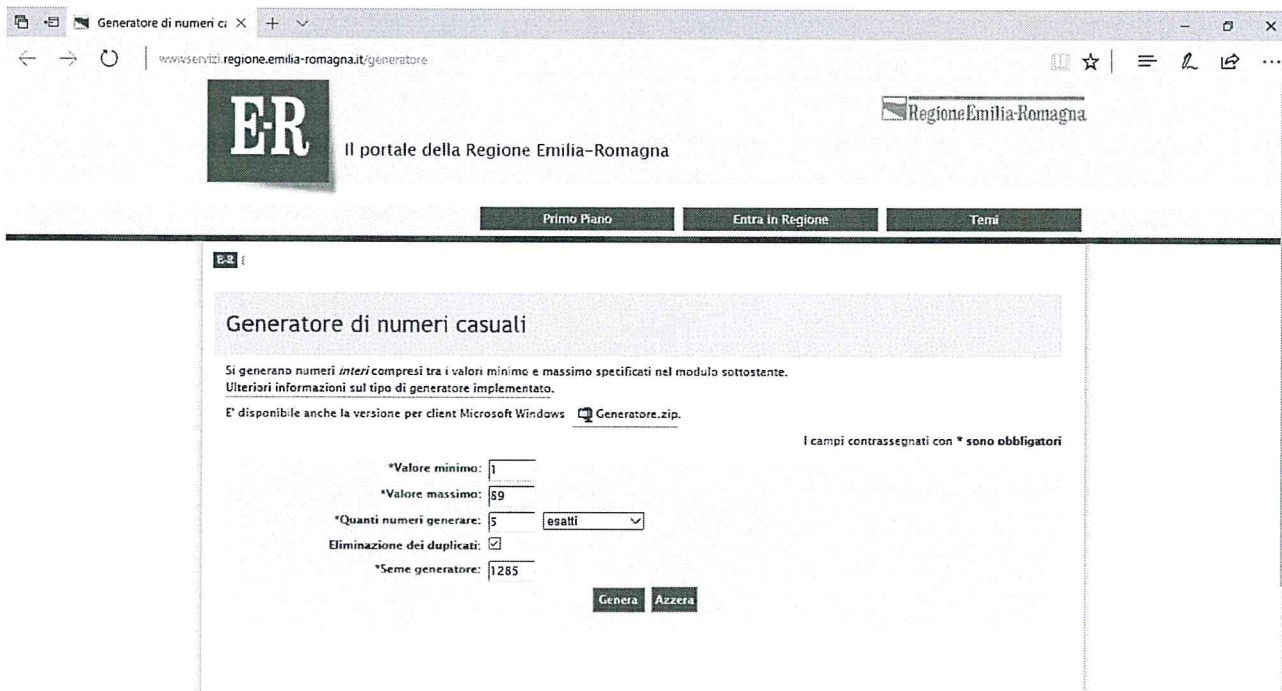 Generatore di numeri c
wwwservizi.regione.emilia-romagna.it/generatore
E-R
Il portale della Regione Emilia-Romagna
RegioneEmilia-Romagna
Primo Piano
Entra in Regione
Temi
E-R
Generatore di numeri casuali
Si generano numeri interi compresi tra i valori minimo e massimo specificati nel modulo sottostante.
Ulteriori informazioni sul tipo di generatore implementato.
E' disponibile anche la versione per client Microsoft Windows Generatore.zip.
I campi contrassegnati con * sono obbligatori
*Valore minimo: 1
*Valore massimo: 89
*Quanti numeri generare: 5 esatti
Eliminazione dei duplicati:
*Seme generatore: 1285
Genera Azzera